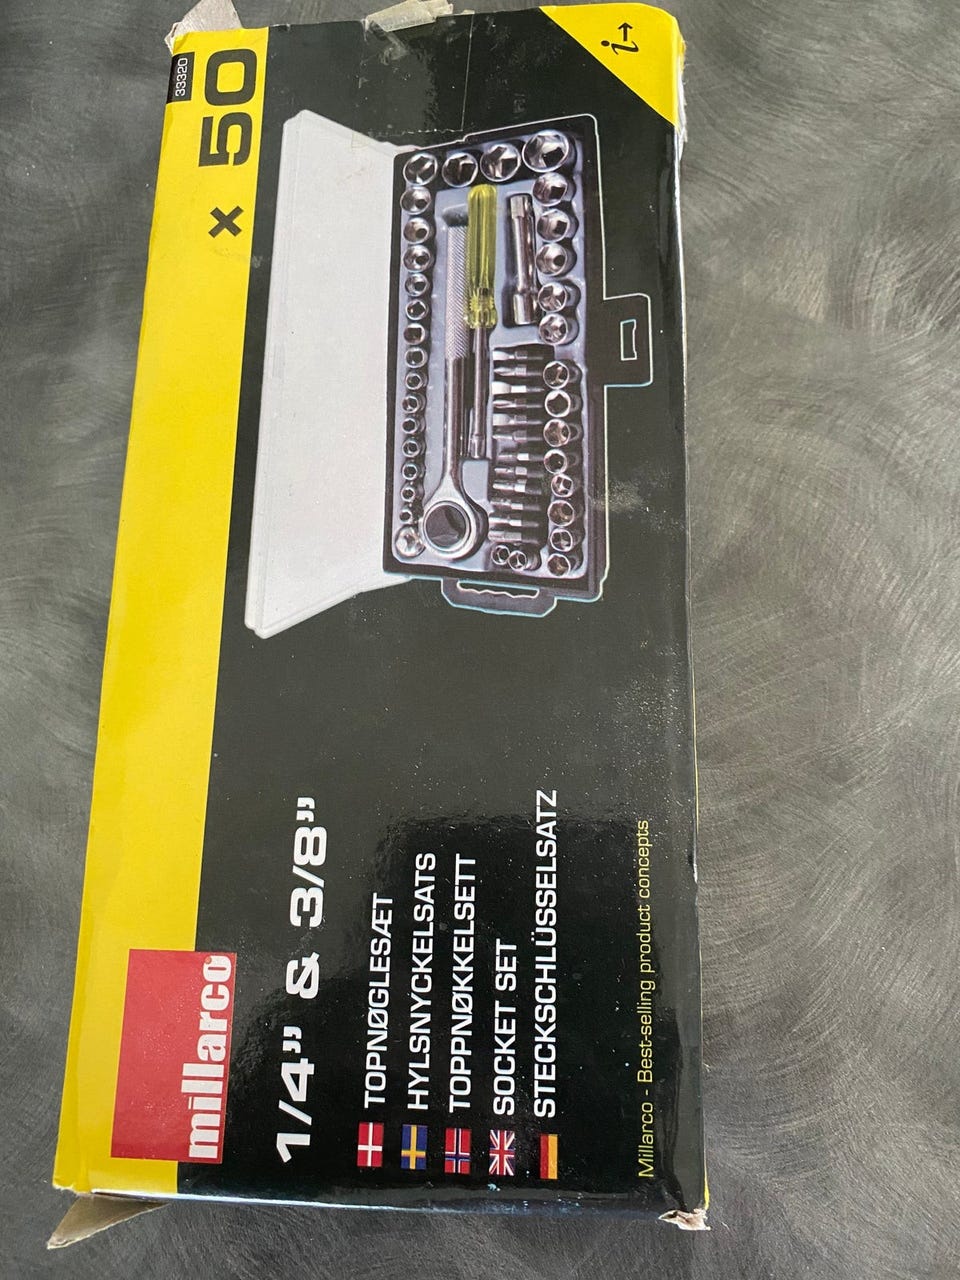 33320
x 50
i→
millarco
1/4” & 3/8”
TOPNØGLESÆT
HYLSNYCKELSATS
TOPPNØKKELSETT
SOCKET SET
STECKSCHLÜSSELSATZ
Millarco - Best-selling product concepts